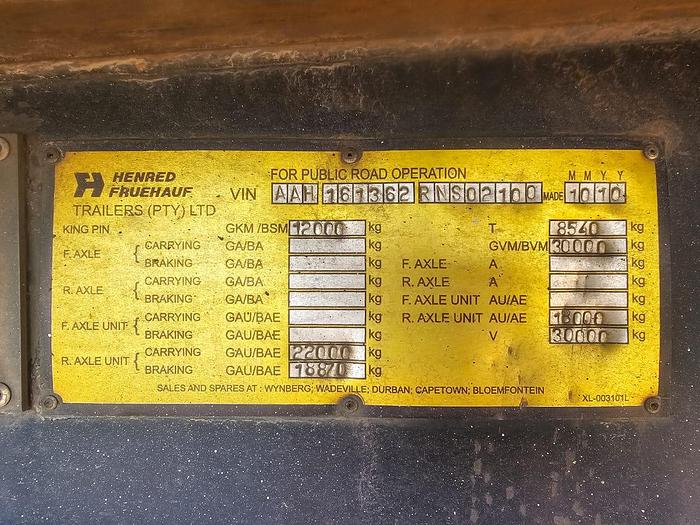 HENRED FRUEHAUF
TRAILERS (PTY) LTD
FOR PUBLIC ROAD OPERATION
VIN AAH 161362 RNS02100 MADE MMYY 1010
KING PIN GKM /BSM 12000 kg T 8540 kg
F. AXLE { CARRYING GA/BA kg GVM/BVM 30000 kg
BRAKING GA/BA kg F. AXLE A kg
R. AXLE { CARRYING GA/BA kg R. AXLE A kg
BRAKING GA/BA kg F. AXLE UNIT AU/AE kg
F. AXLE UNIT { CARRYING GAU/BAE kg R. AXLE UNIT AU/AE 18000 kg
BRAKING GAU/BAE kg V 30000 kg
R. AXLE UNIT { CARRYING GAU/BAE 22000 kg
BRAKING GAU/BAE 18870 kg
SALES AND SPARES AT : WYNBERG; WADEVILLE; DURBAN; CAPETOWN; BLOEMFONTEIN
XL-003101L